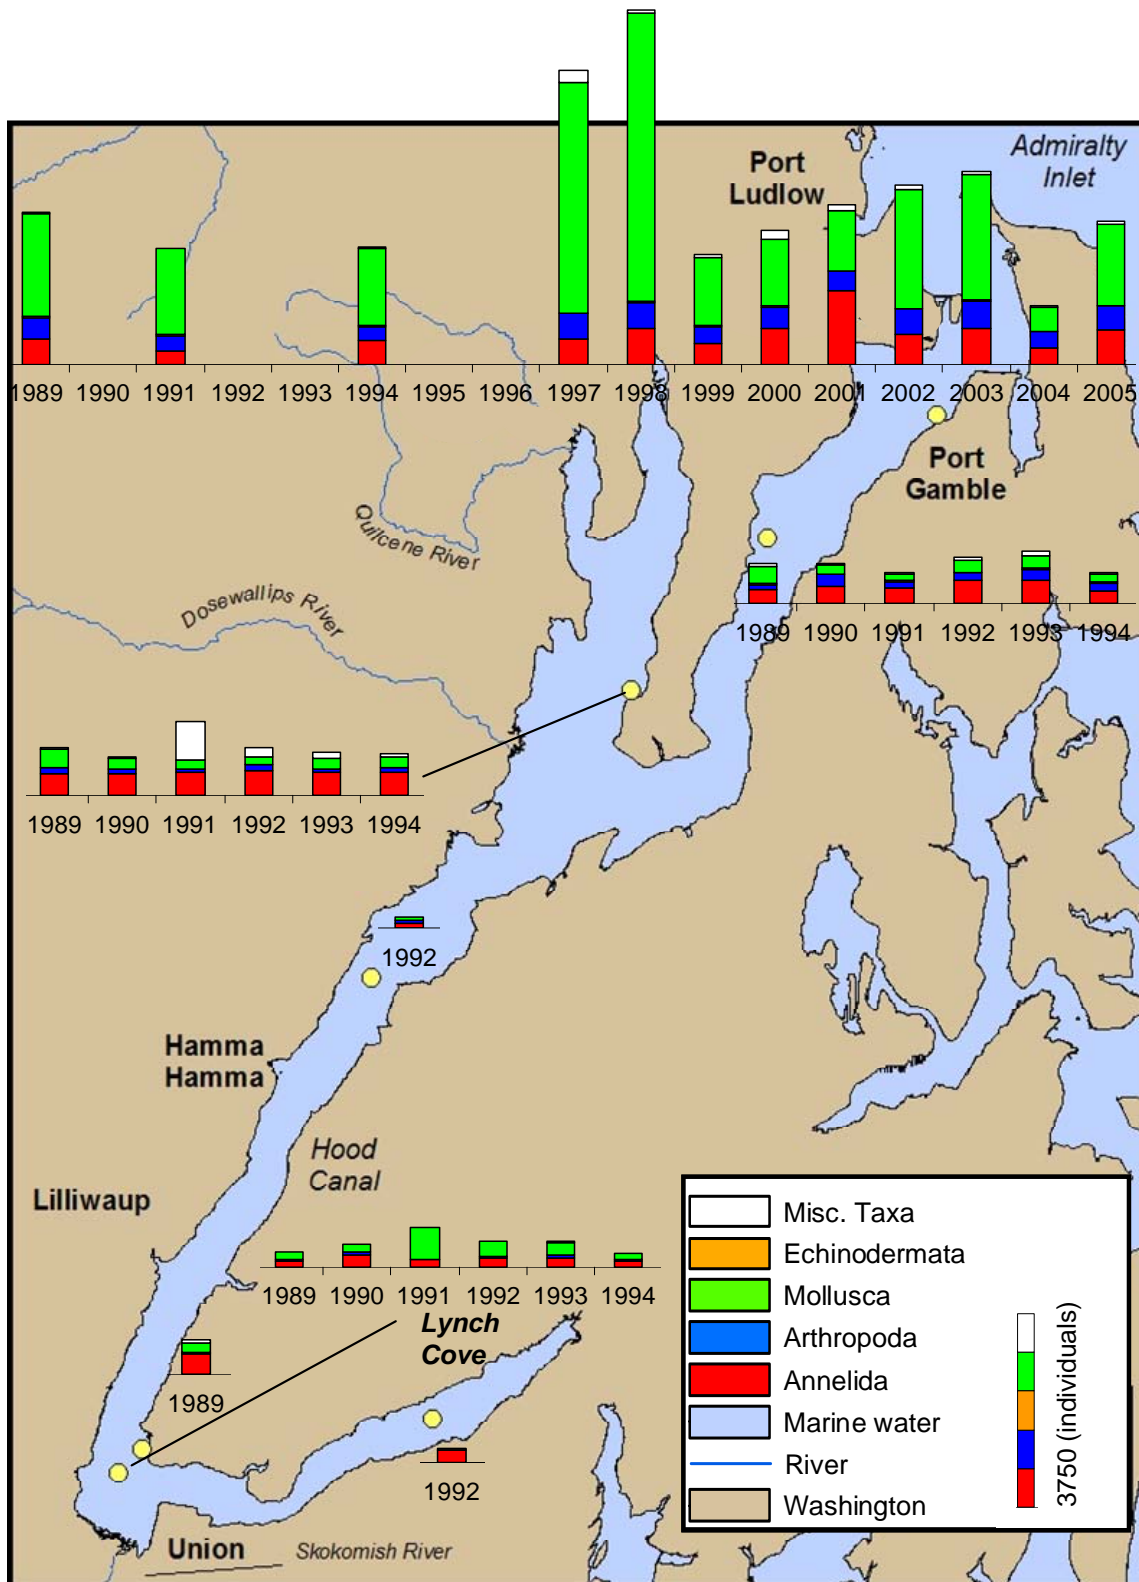 Admiralty
Inlet
Port
Ludlow
1989 1990 1991 1992 1993 1994 1995 1996 1997 1998 1999 2000 2001 2002 2003 2004 2005
Port
Gamble
Quilcene River
Dosewallips River
1989 1990 1991 1992 1993 1994
1989 1990 1991 1992 1993 1994
1992
Hamma
Hamma
Hood
Canal
Lilliwaup
1989 1990 1991 1992 1993 1994
Lynch
Cove
1989
1992
Union
Skokomish River
Misc. Taxa
Echinodermata
Mollusca
Arthropoda
Annelida
Marine water
River
Washington
3750 (individuals)